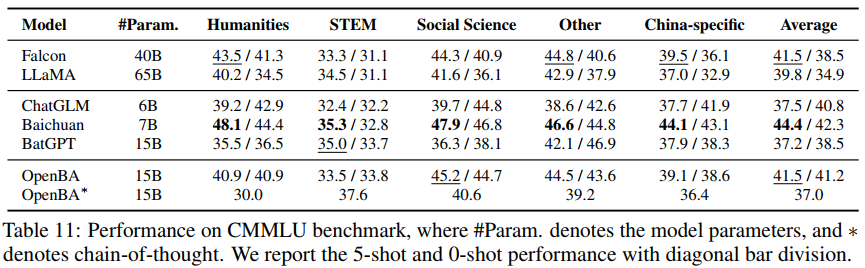 Model #Param. Humanities STEM Social Science Other China-specific Average
Falcon 40B 43.5 / 41.3 33.3 / 31.1 44.3 / 40.9 44.8 / 40.6 39.5 / 36.1 41.5 / 38.5
LLaMA 65B 40.2 / 34.5 34.5 / 31.1 41.6 / 36.1 42.9 / 37.9 37.0 / 32.9 39.8 / 34.9
ChatGLM 6B 39.2 / 42.9 32.4 / 32.2 39.7 / 44.8 38.6 / 42.6 37.7 / 41.9 37.5 / 40.8
Baichuan 7B 48.1 / 44.4 35.3 / 32.8 47.9 / 46.8 46.6 / 44.8 44.1 / 43.1 44.4 / 42.3
BatGPT 15B 35.5 / 36.5 35.0 / 33.7 36.3 / 38.1 42.1 / 46.9 37.9 / 38.3 37.2 / 38.5
OpenBA 15B 40.9 / 40.9 33.5 / 33.8 45.2 / 44.7 44.5 / 43.6 39.1 / 38.6 41.5 / 41.2
OpenBA* 15B 30.0 37.6 40.6 39.2 36.4 37.0
Table 11: Performance on CMMLU benchmark, where #Param. denotes the model parameters, and ∗
denotes chain-of-thought. We report the 5-shot and 0-shot performance with diagonal bar division.